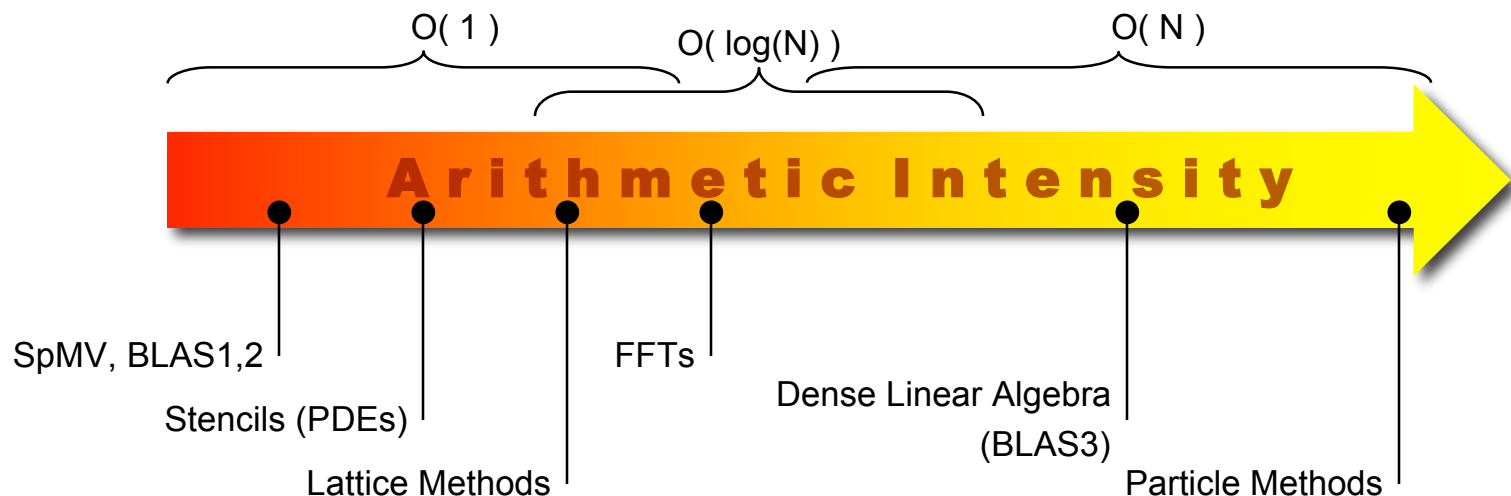 O( 1 )
O( log(N) )
O( N )
Arithmetic Intensity
SpMV, BLAS1,2
FFTs
Stencils (PDEs)
Dense Linear Algebra
(BLAS3)
Lattice Methods
Particle Methods